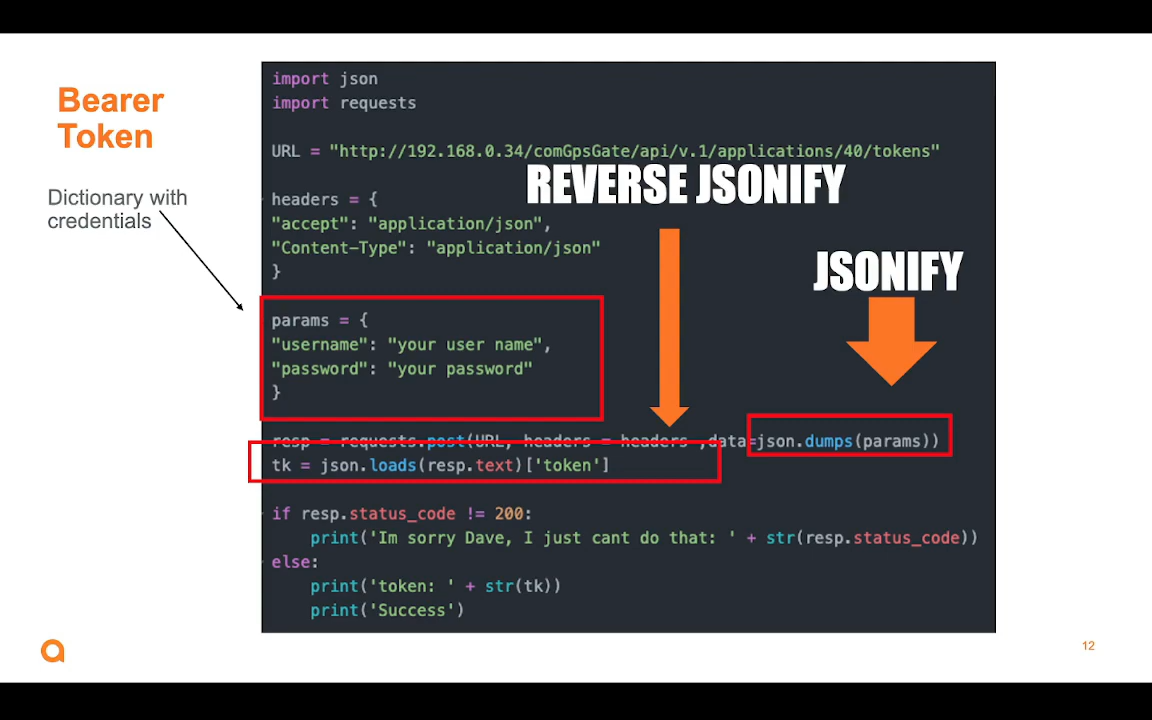 Bearer
Token
Dictionary with
credentials
import json
import requests
URL = "http://192.168.0.34/comGpsGate/api/v.1/applications/40/tokens"
REVERSE JSONIFY
headers = {
"accept": "application/json",
"Content-Type": "application/json"
}
JSONIFY
params = {
"username": "your user name",
"password": "your password"
}
resp = requests.post(URL, headers = headers ,data=json.dumps(params))
tk = json.loads(resp.text)['token']
if resp.status_code != 200:
print('Im sorry Dave, I just cant do that: ' + str(resp.status_code))
else:
print('token: ' + str(tk))
print('Success')
12